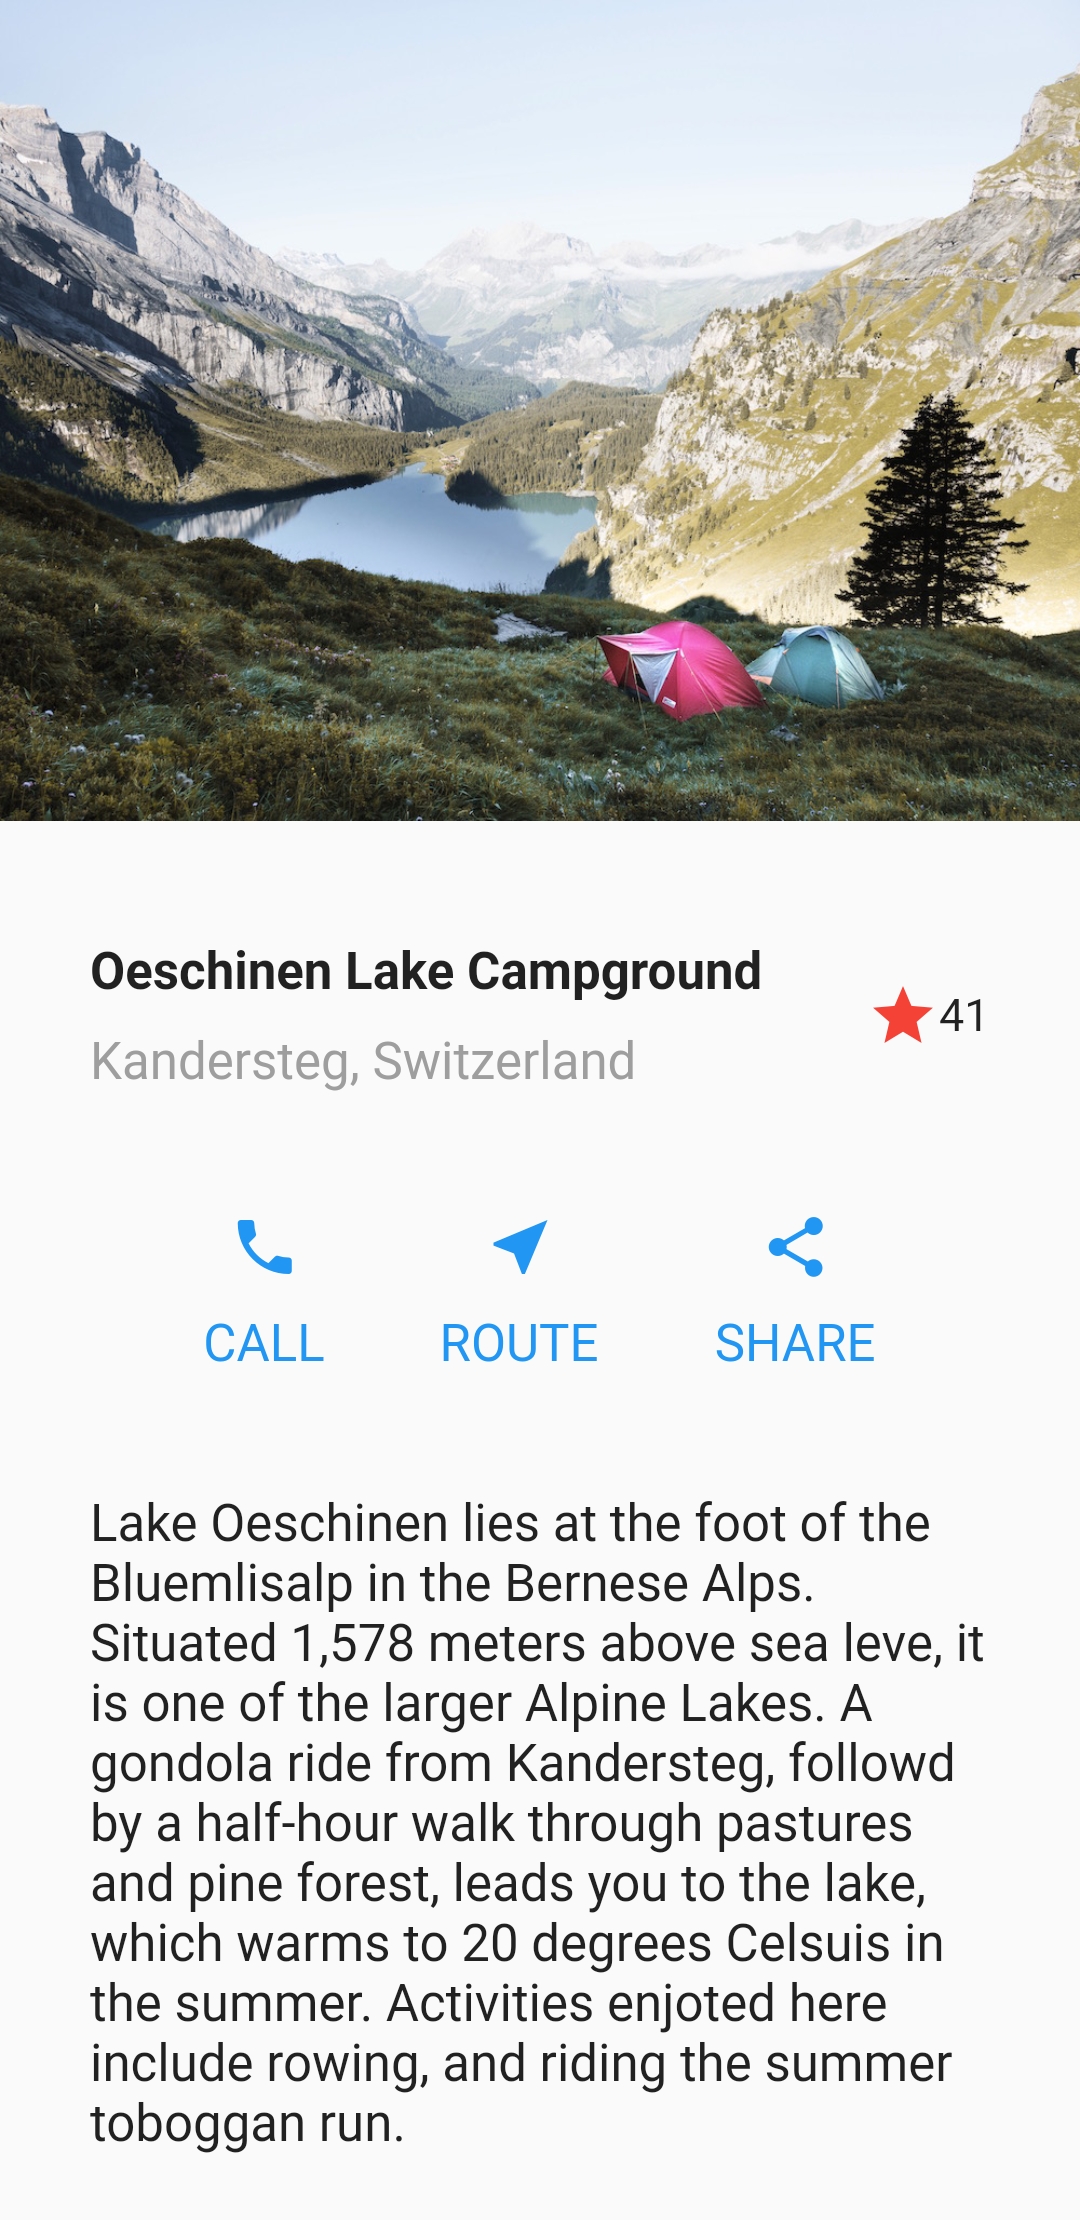 Oeschinen Lake Campground
Kandersteg, Switzerland
41
CALL
ROUTE
SHARE
Lake Oeschinen lies at the foot of the
Bluemlisalp in the Bernese Alps.
Situated 1,578 meters above sea leve, it
is one of the larger Alpine Lakes. A
gondola ride from Kandersteg, followd
by a half-hour walk through pastures
and pine forest, leads you to the lake,
which warms to 20 degrees Celsuis in
the summer. Activities enjoted here
include rowing, and riding the summer
toboggan run.